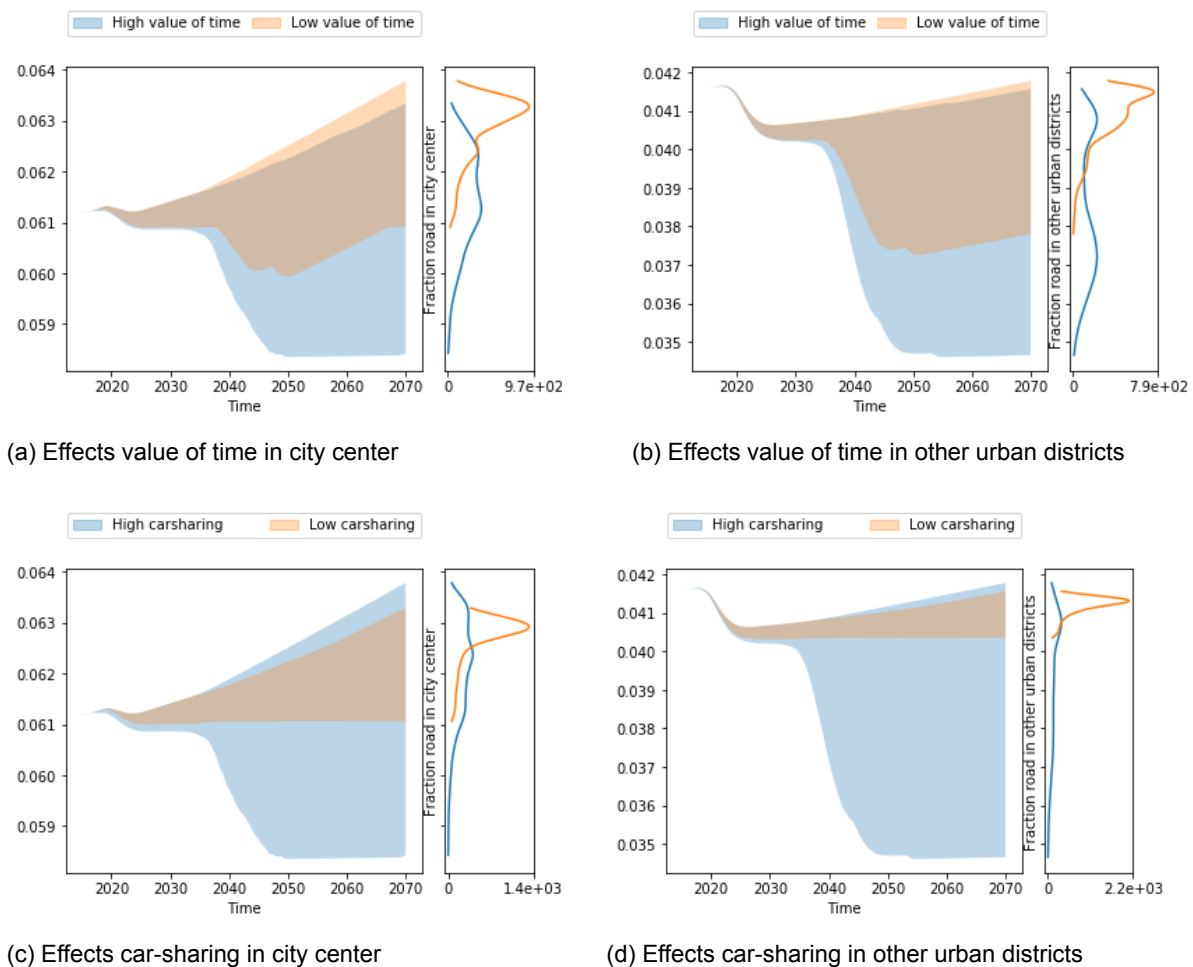 High value of time Low value of time
0.064
0.063
0.062
0.061
0.060
0.059
2020 2030 2040 2050 2060 2070
Time
Fraction road in city center
0 9.7e+02
(a) Effects value of time in city center
High value of time Low value of time
0.042
0.041
0.040
0.039
0.038
0.037
0.036
0.035
2020 2030 2040 2050 2060 2070
Time
Fraction road in other urban districts
0 7.9e+02
(b) Effects value of time in other urban districts
High carsharing Low carsharing
0.064
0.063
0.062
0.061
0.060
0.059
2020 2030 2040 2050 2060 2070
Time
Fraction road in city center
0 1.4e+03
(c) Effects car-sharing in city center
High carsharing Low carsharing
0.042
0.041
0.040
0.039
0.038
0.037
0.036
0.035
2020 2030 2040 2050 2060 2070
Time
Fraction road in other urban districts
0 2.2e+03
(d) Effects car-sharing in other urban districts